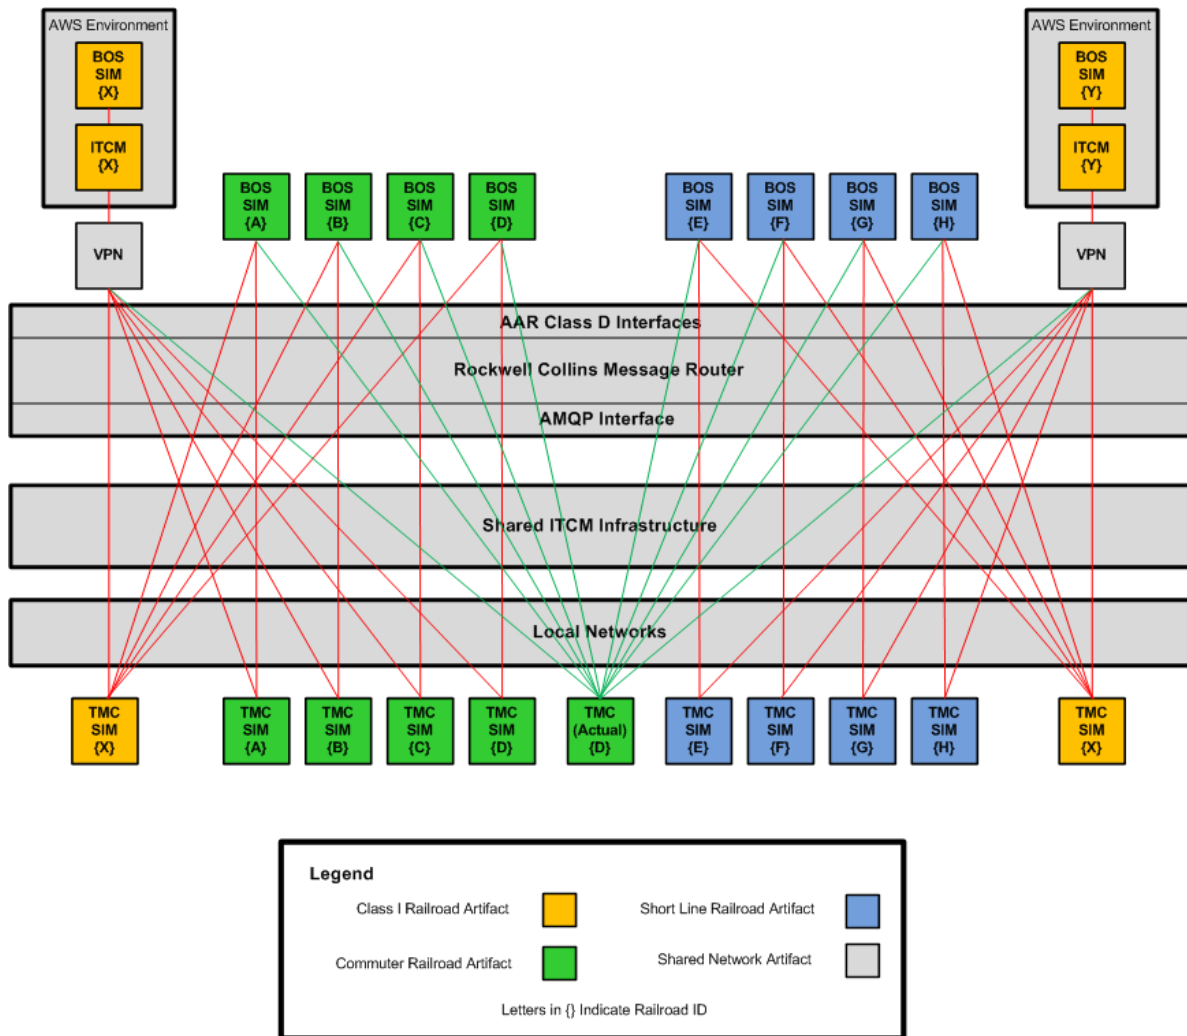 AWS Environment
BOS
SIM
{X}
ITCM
{X}
VPN
AWS Environment
BOS
SIM
{Y}
ITCM
{Y}
VPN
BOS
SIM
{A}
BOS
SIM
{B}
BOS
SIM
{C}
BOS
SIM
{D}
BOS
SIM
{E}
BOS
SIM
{F}
BOS
SIM
{G}
BOS
SIM
{H}
AAR Class D Interfaces
Rockwell Collins Message Router
AMQP Interface
Shared ITCM Infrastructure
Local Networks
TMC
SIM
{X}
TMC
SIM
{A}
TMC
SIM
{B}
TMC
SIM
{C}
TMC
SIM
{D}
TMC
(Actual)
{D}
TMC
SIM
{E}
TMC
SIM
{F}
TMC
SIM
{G}
TMC
SIM
{H}
TMC
SIM
{X}
Legend
Class I Railroad Artifact
Short Line Railroad Artifact
Commuter Railroad Artifact
Shared Network Artifact
Letters in {} Indicate Railroad ID